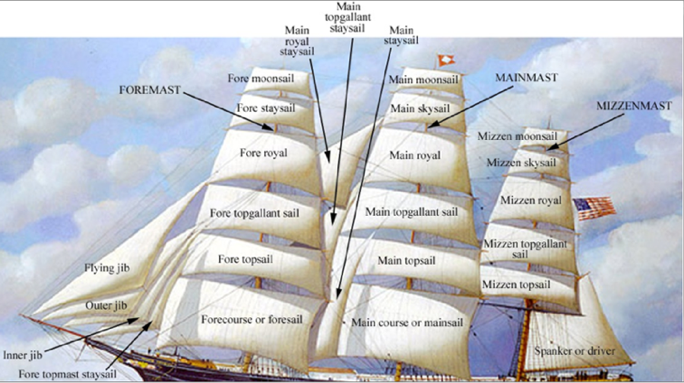 Main
topgallant
staysail
Main
royal
staysail
Main
staysail
Fore moonsail
Main moonsail
MAINMAST
FOREMAST
MIZZENMAST
Fore staysail
Main skysail
Mizzen moonsail
Fore royal
Main royal
Mizzen skysail
Mizzen royal
Fore topgallant sail
Main topgallant sail
Mizzen topgallant
sail
Fore topsail
Main topsail
Flying jib
Mizzen topsail
Outer jib
Forecourse or foresail
Main course or mainsail
Inner jib
Spanker or driver
Fore topmast staysail